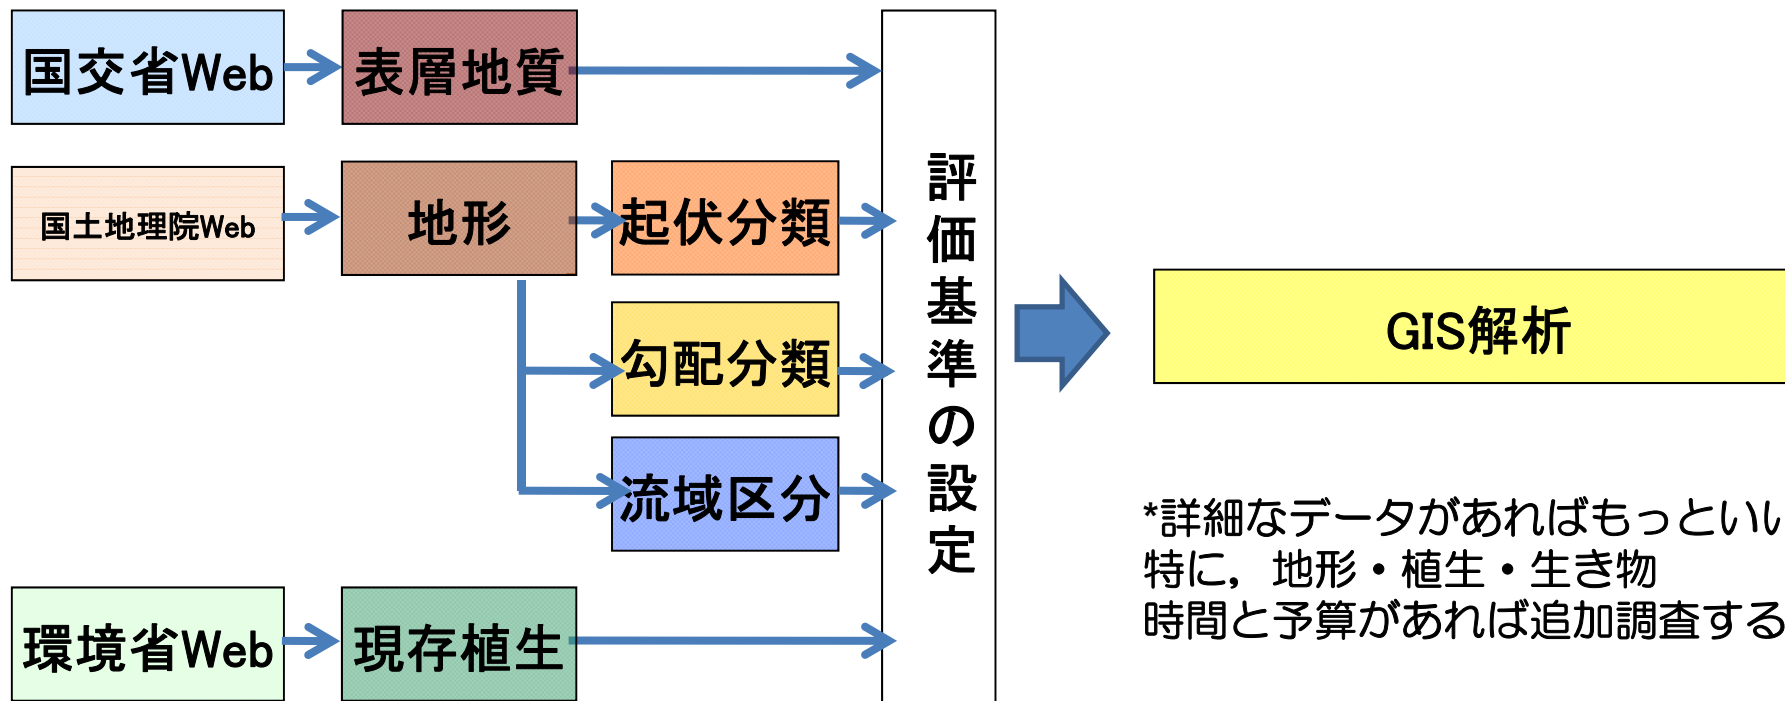 国交省Web
表層地質
国土地理院Web
地形
起伏分類
勾配分類
流域区分
環境省Web
現存植生
評価基準の設定
GIS解析
*詳細なデータがあればもっといい
特に，地形・植生・生き物
時間と予算があれば追加調査する